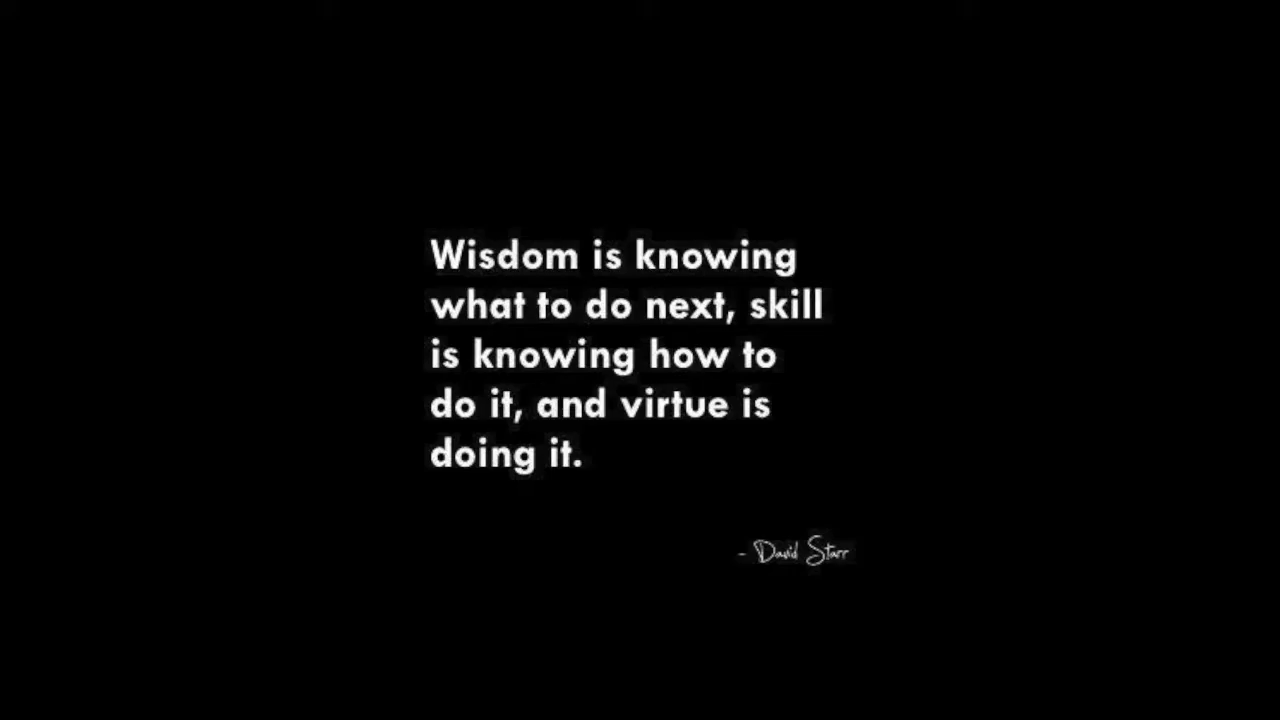 Wisdom is knowing
what to do next, skill
is knowing how to
do it, and virtue is
doing it.
- David Starr